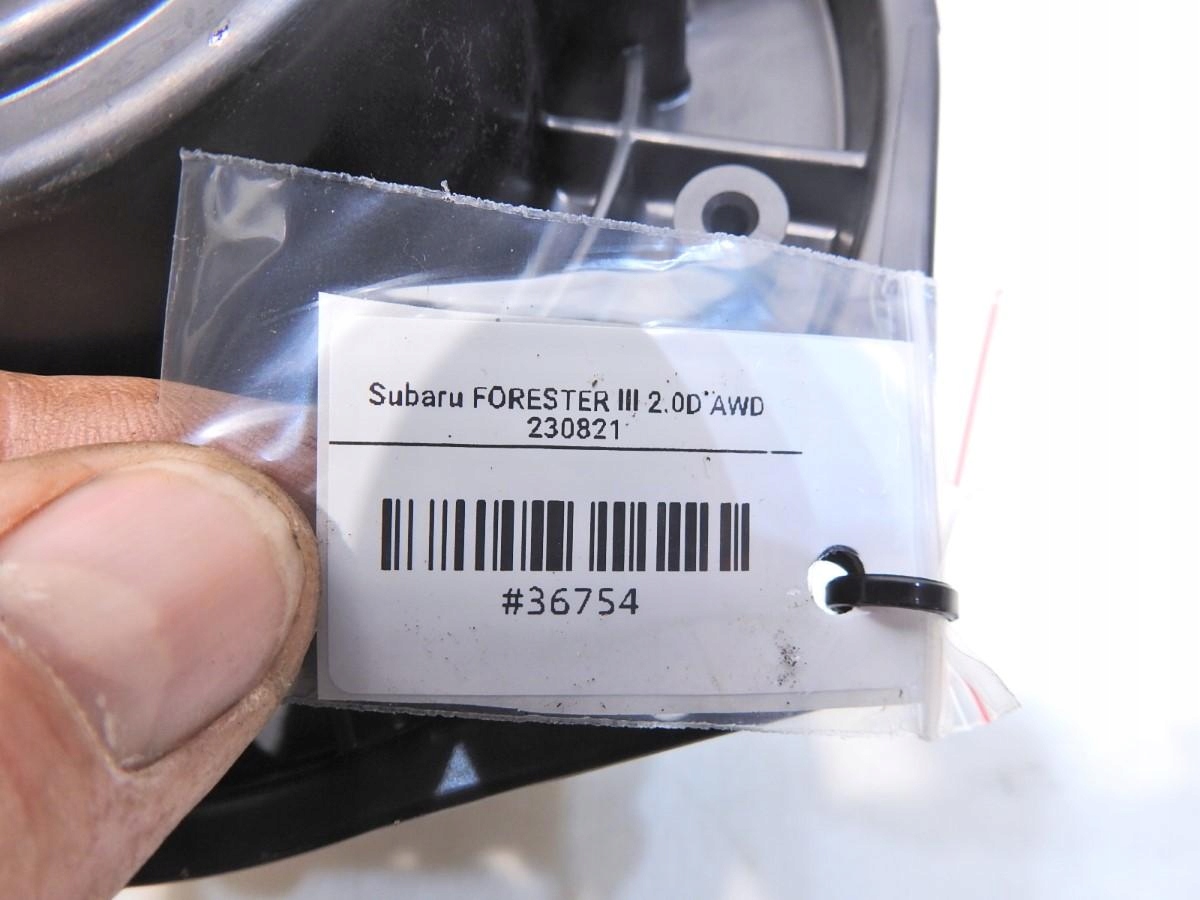 Subaru FORESTER III 2.0D AWD
230821
#36754